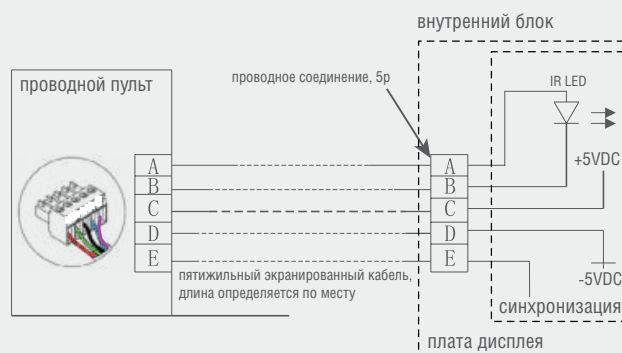 внутренний блок
проводной пульт
проводное соединение, 5p
IR LED
A
B
C
D
E
A
B
C
D
E
+5VDC
-5VDC
пятижильный экранированный кабель,
длина определяется по месту
синхронизация
плата дисплея